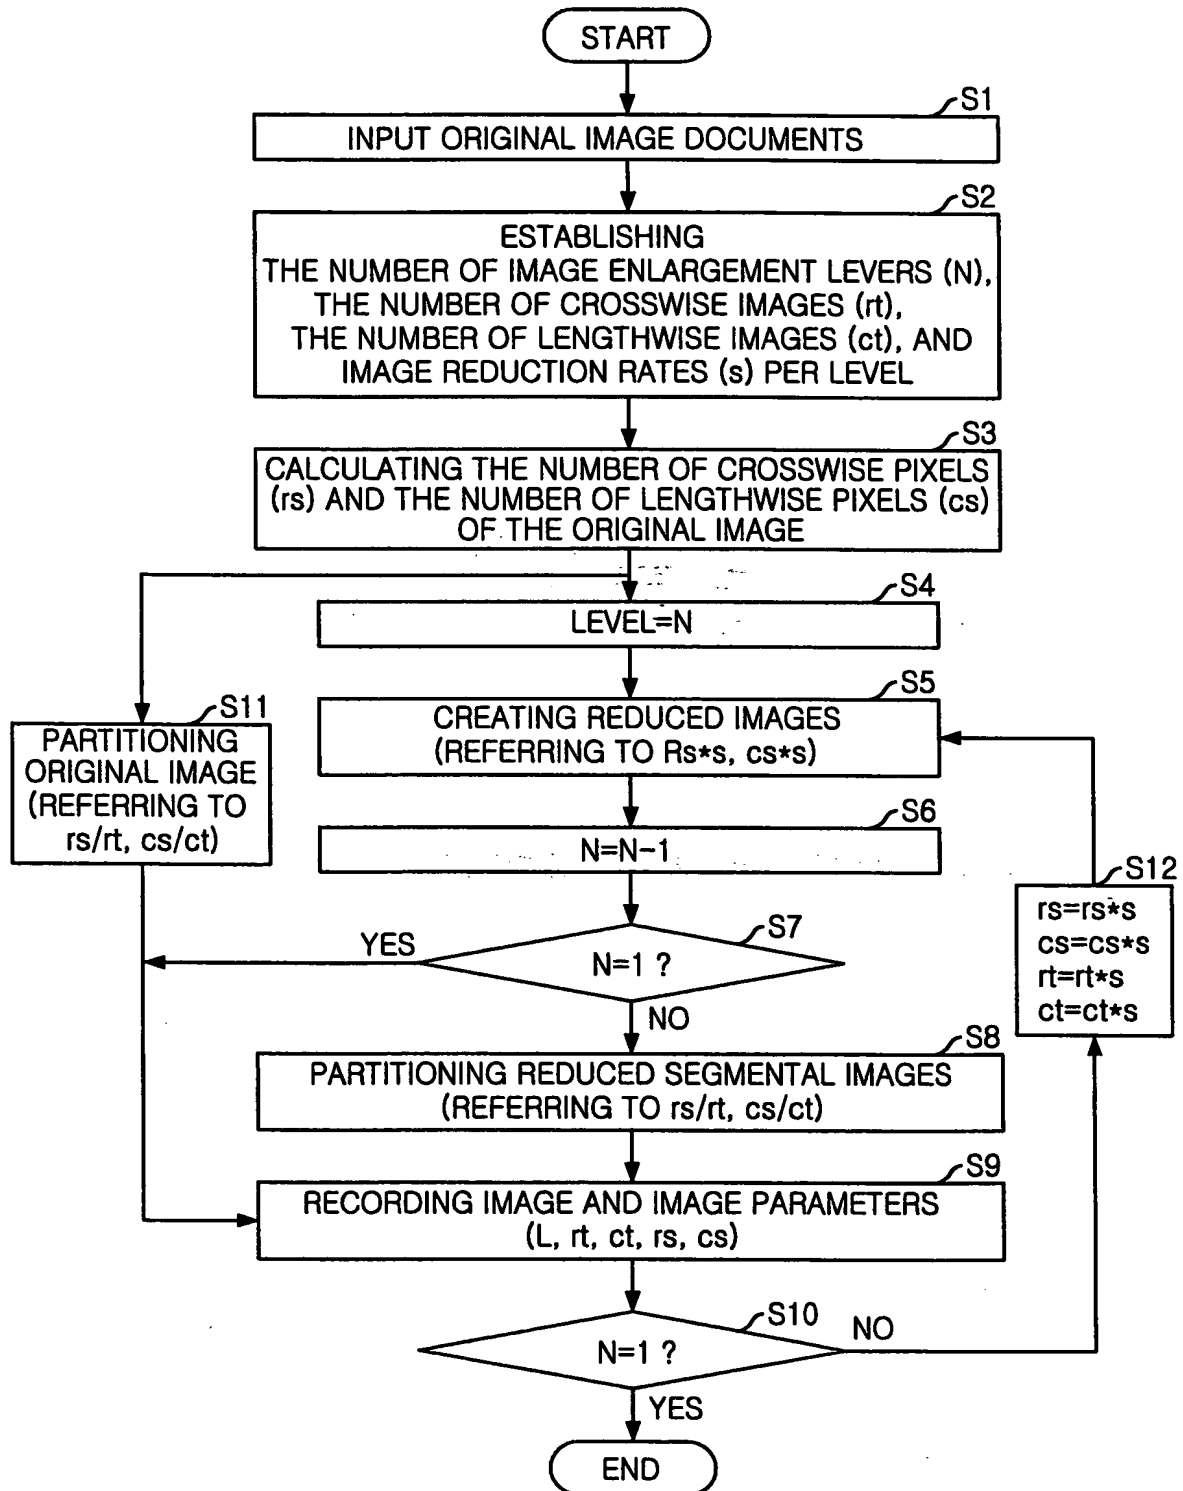 START
S1
INPUT ORIGINAL IMAGE DOCUMENTS
S2
ESTABLISHING
THE NUMBER OF IMAGE ENLARGEMENT LEVERS (N),
THE NUMBER OF CROSSWISE IMAGES (rt),
THE NUMBER OF LENGTHWISE IMAGES (ct), AND
IMAGE REDUCTION RATES (s) PER LEVEL
S3
CALCULATING THE NUMBER OF CROSSWISE PIXELS
(rs) AND THE NUMBER OF LENGTHWISE PIXELS (cs)
OF THE ORIGINAL IMAGE
S4
LEVEL=N
S5
CREATING REDUCED IMAGES
(REFERRING TO Rs*s, cs*s)
S11
PARTITIONING
ORIGINAL IMAGE
(REFERRING TO
rs/rt, cs/ct)
S6
N=N-1
S12
rs=rs*s
cs=cs*s
rt=rt*s
ct=ct*s
S7
YES
N=1 ?
NO
S8
PARTITIONING REDUCED SEGMENTAL IMAGES
(REFERRING TO rs/rt, cs/ct)
S9
RECORDING IMAGE AND IMAGE PARAMETERS
(L, rt, ct, rs, cs)
S10
NO
N=1 ?
YES
END